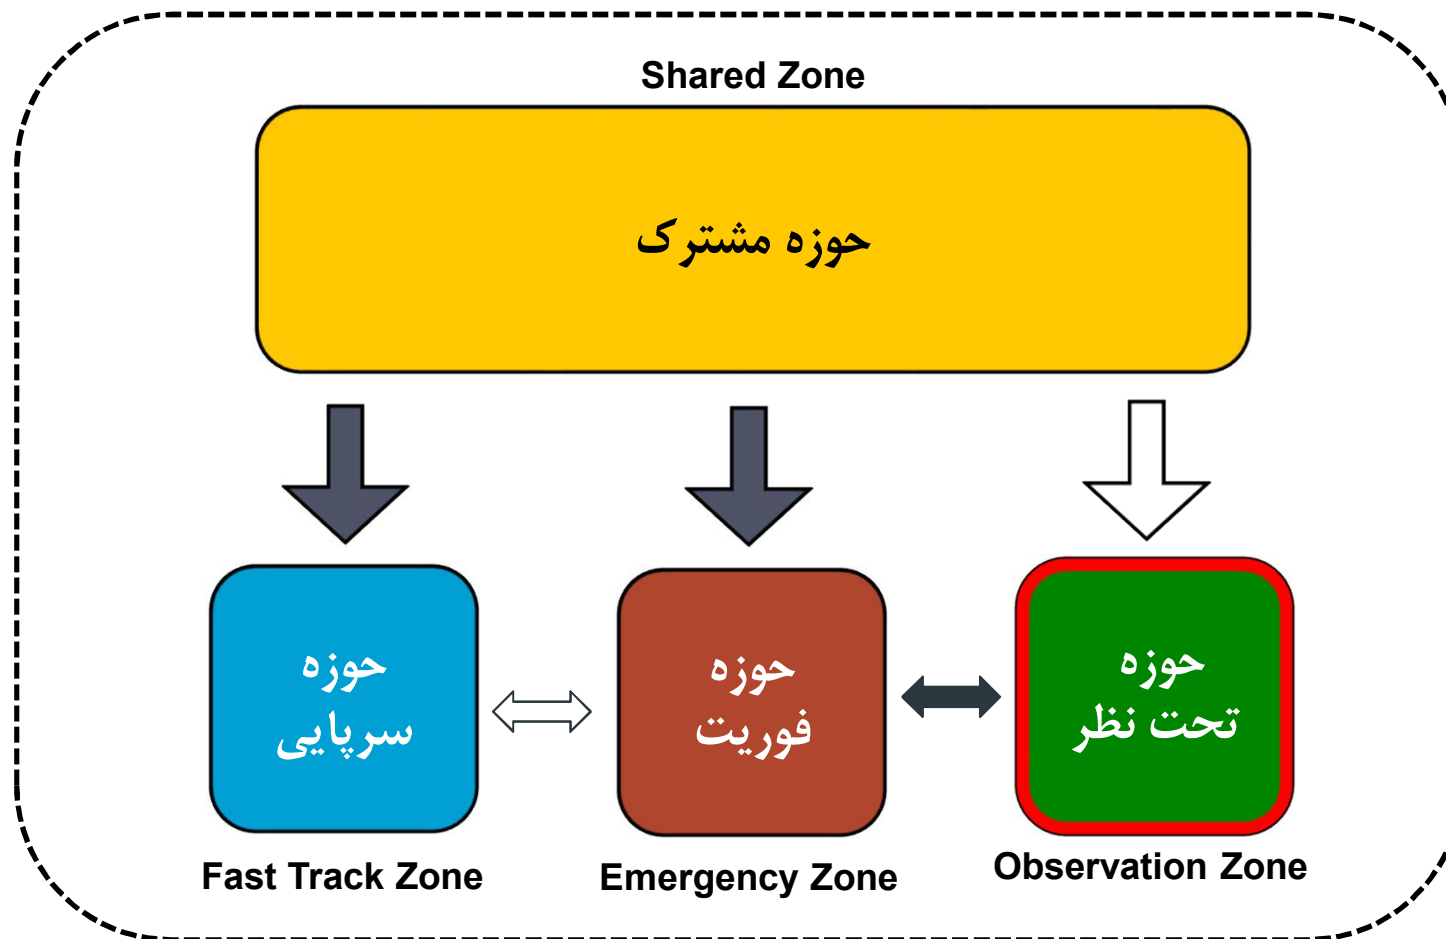 Shared Zone
حوزه مشترک
حوزه
سرپایی
حوزه
فوریت
حوزه
تحت نظر
Fast Track Zone
Emergency Zone
Observation Zone